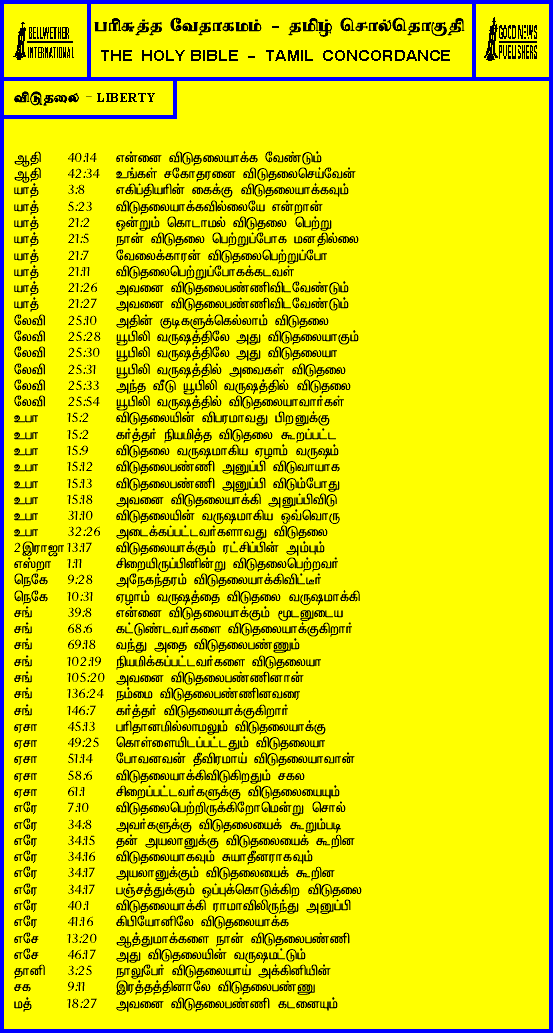 BELLWETHER
INTERNATIONAL
பரிசுத்த வேதாகமம் - தமிழ் சொல்தொகுதி
THE HOLY BIBLE - TAMIL CONCORDANCE
GOOD NEWS
PUBLISHERS
விடுதலை - LIBERTY
ஆதி 40:14 என்னை விடுதலையாக்க வேண்டும்
ஆதி 42:34 உங்கள் சகோதரனை விடுதலைசெய்வேன்
யாத் 3:8 எகிப்தியரின் கைக்கு விடுதலையாக்கவும்
யாத் 5:23 விடுதலையாக்கவில்லையே என்றான்
யாத் 21:2 ஒன்றும் கொடாமல் விடுதலை பெற்று
யாத் 21:5 நான் விடுதலை பெற்றுப்போக மனதில்லை
யாத் 21:7 வேலைக்காரன் விடுதலைபெற்றுப்போ
யாத் 21:11 விடுதலைபெற்றுப்போகக்கடவள்
யாத் 21:26 அவனை விடுதலைபண்ணிவிடவேண்டும்
யாத் 21:27 அவனை விடுதலைபண்ணிவிடவேண்டும்
லேவி 25:10 அதின் குடிகளுக்கெல்லாம் விடுதலை
லேவி 25:28 யூபிலி வருஷத்திலே அது விடுதலையாகும்
லேவி 25:30 யூபிலி வருஷத்திலே அது விடுதலையா
லேவி 25:31 யூபிலி வருஷத்தில் அவைகள் விடுதலை
லேவி 25:33 அந்த வீடு யூபிலி வருஷத்தில் விடுதலை
லேவி 25:54 யூபிலி வருஷத்தில் விடுதலையாவார்கள்
உபா 15:2 விடுதலையின் விபரமாவது பிறனுக்கு
உபா 15:2 கர்த்தர் நியமித்த விடுதலை கூறப்பட்ட
உபா 15:9 விடுதலை வருஷமாகிய ஏழாம் வருஷம்
உபா 15:12 விடுதலைபண்ணி அனுப்பி விடுவாயாக
உபா 15:13 விடுதலைபண்ணி அனுப்பி விடும்போது
உபா 15:18 அவனை விடுதலையாக்கி அனுப்பிவிடு
உபா 31:10 விடுதலையின் வருஷமாகிய ஒவ்வொரு
உபா 32:26 அடைக்கப்பட்டவர்களாவது விடுதலை
2இராஜா 13:17 விடுதலையாக்கும் ரட்சிப்பின் அம்பும்
எஸ்றா 1:11 சிறையிருப்பினின்று விடுதலைபெற்றவர்
நெகே 9:28 அநேகந்தரம் விடுதலையாக்கிவிட்டீர்
நெகே 10:31 ஏழாம் வருஷத்தை விடுதலை வருஷமாக்கி
சங் 39:8 என்னை விடுதலையாக்கும் மூடனுடைய
சங் 68:6 கட்டுண்டவர்களை விடுதலையாக்குகிறார்
சங் 69:18 வந்து அதை விடுதலைபண்ணும்
சங் 102:19 நியமிக்கப்பட்டவர்களை விடுதலையா
சங் 105:20 அவனை விடுதலைபண்ணினான்
சங் 136:24 நம்மை விடுதலைபண்ணினவரை
சங் 146:7 கர்த்தர் விடுதலையாக்குகிறார்
ஏசா 45:13 பரிதானமில்லாமலும் விடுதலையாக்கு
ஏசா 49:25 கொள்ளையிடப்பட்டதும் விடுதலையா
ஏசா 51:14 போவனவன் தீவிரமாய் விடுதலையாவான்
ஏசா 58:6 விடுதலையாக்கிவிடுகிறதும் சகல
ஏசா 61:1 சிறைப்பட்டவர்களுக்கு விடுதலையையும்
எரே 7:10 விடுதலைபெற்றிருக்கிறோமென்று சொல்
எரே 34:8 அவர்களுக்கு விடுதலையைக் கூறும்படி
எரே 34:15 தன் அயலானுக்கு விடுதலையைக் கூறின
எரே 34:16 விடுதலையாகவும் சுயாதீனராகவும்
எரே 34:17 அயலானுக்கும் விடுதலையைக் கூறின
எரே 34:17 பஞ்சத்துக்கும் ஒப்புக்கொடுக்கிற விடுதலை
எரே 40:1 விடுதலையாக்கி ராமாவிலிருந்து அனுப்பி
எரே 41:16 கிபியோனிலே விடுதலையாக்க
எசே 13:20 ஆத்துமாக்களை நான் விடுதலைபண்ணி
எசே 46:17 அது விடுதலையின் வருஷமட்டும்
தானி 3:25 நாலுபேர் விடுதலையாய் அக்கினியின்
சக 9:11 இரத்தத்தினாலே விடுதலைபண்ணு
மத் 18:27 அவனை விடுதலைபண்ணி கடனையும்